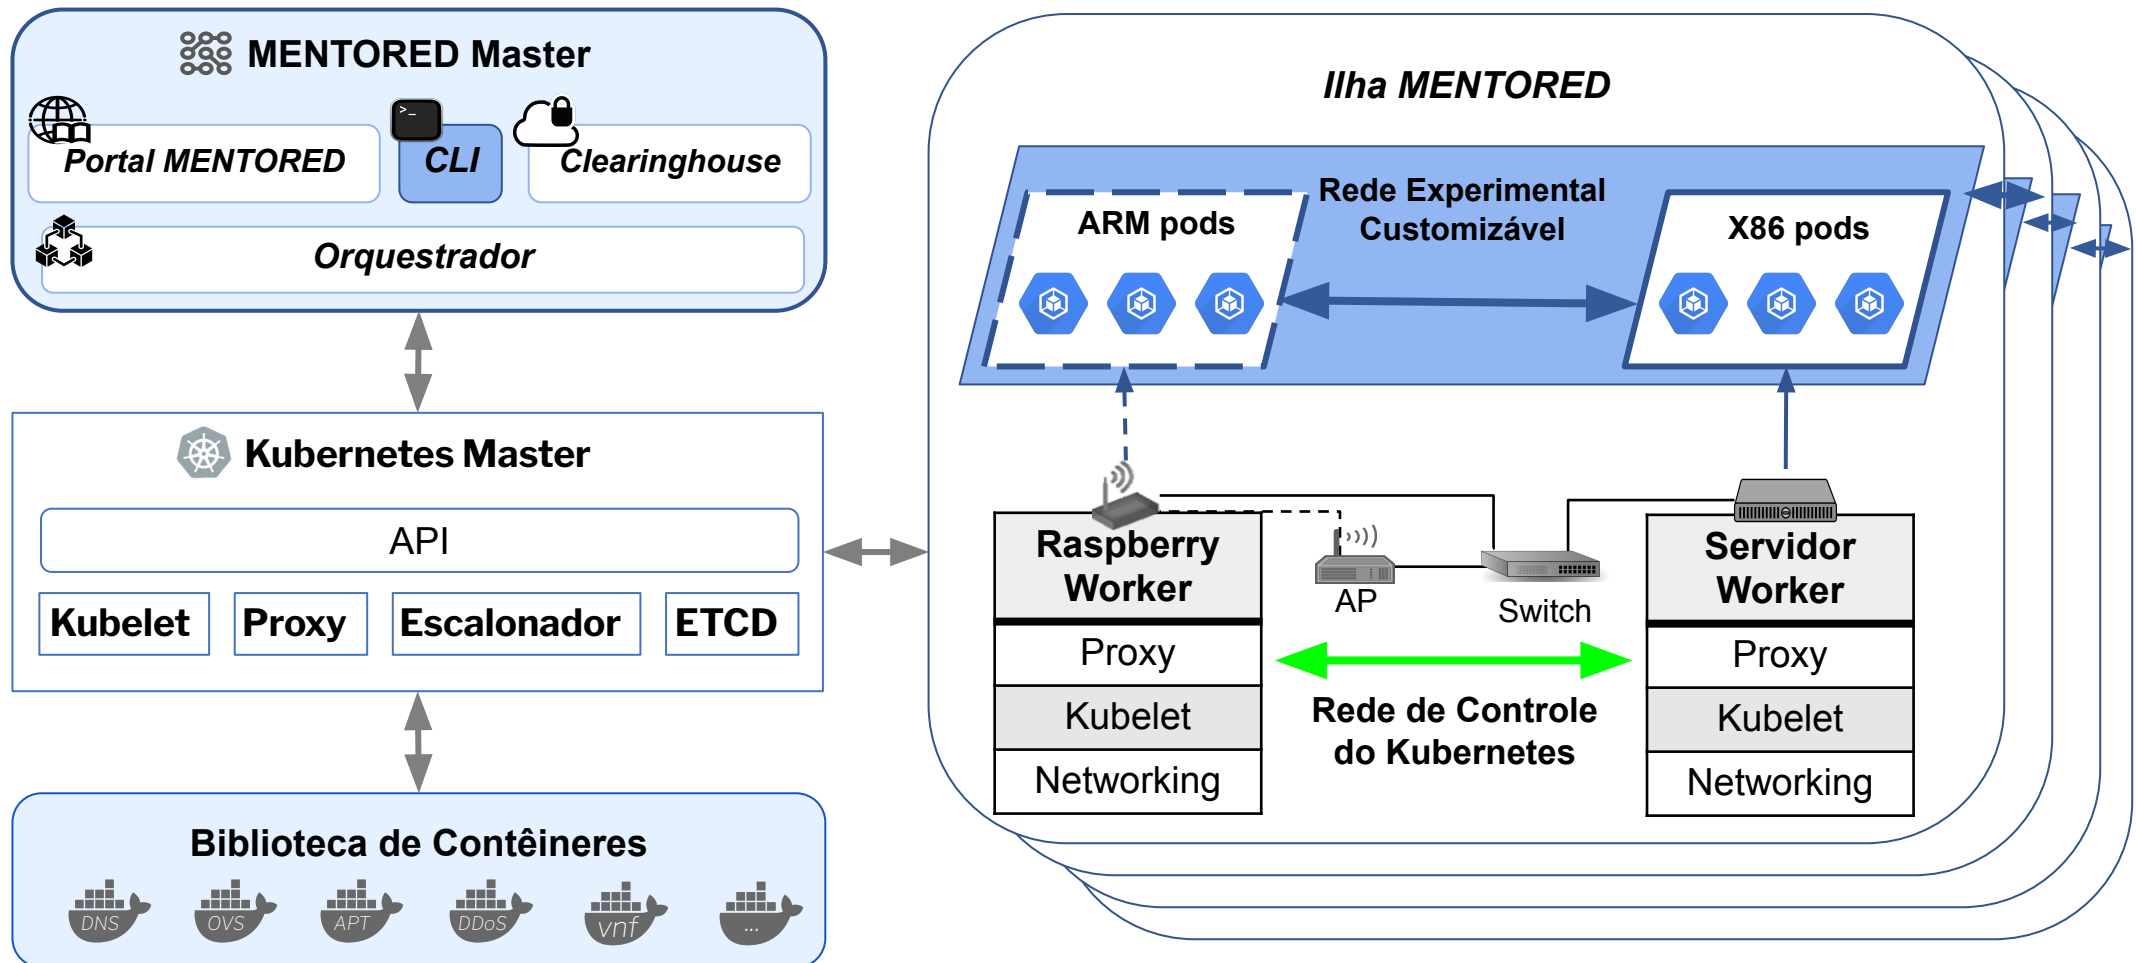 MENTORED Master
>_
Portal MENTORED
CLI
Clearinghouse
Orquestrador
Kubernetes Master
API
Kubelet
Proxy
Escalonador
ETCD
Biblioteca de Contêineres
DNS
OVS
APT
DDoS
vnf
...
Ilha MENTORED
Rede Experimental
Customizável
ARM pods
X86 pods
Raspberry
Worker
Proxy
Kubelet
Networking
AP
Switch
Rede de Controle
do Kubernetes
Servidor
Worker
Proxy
Kubelet
Networking